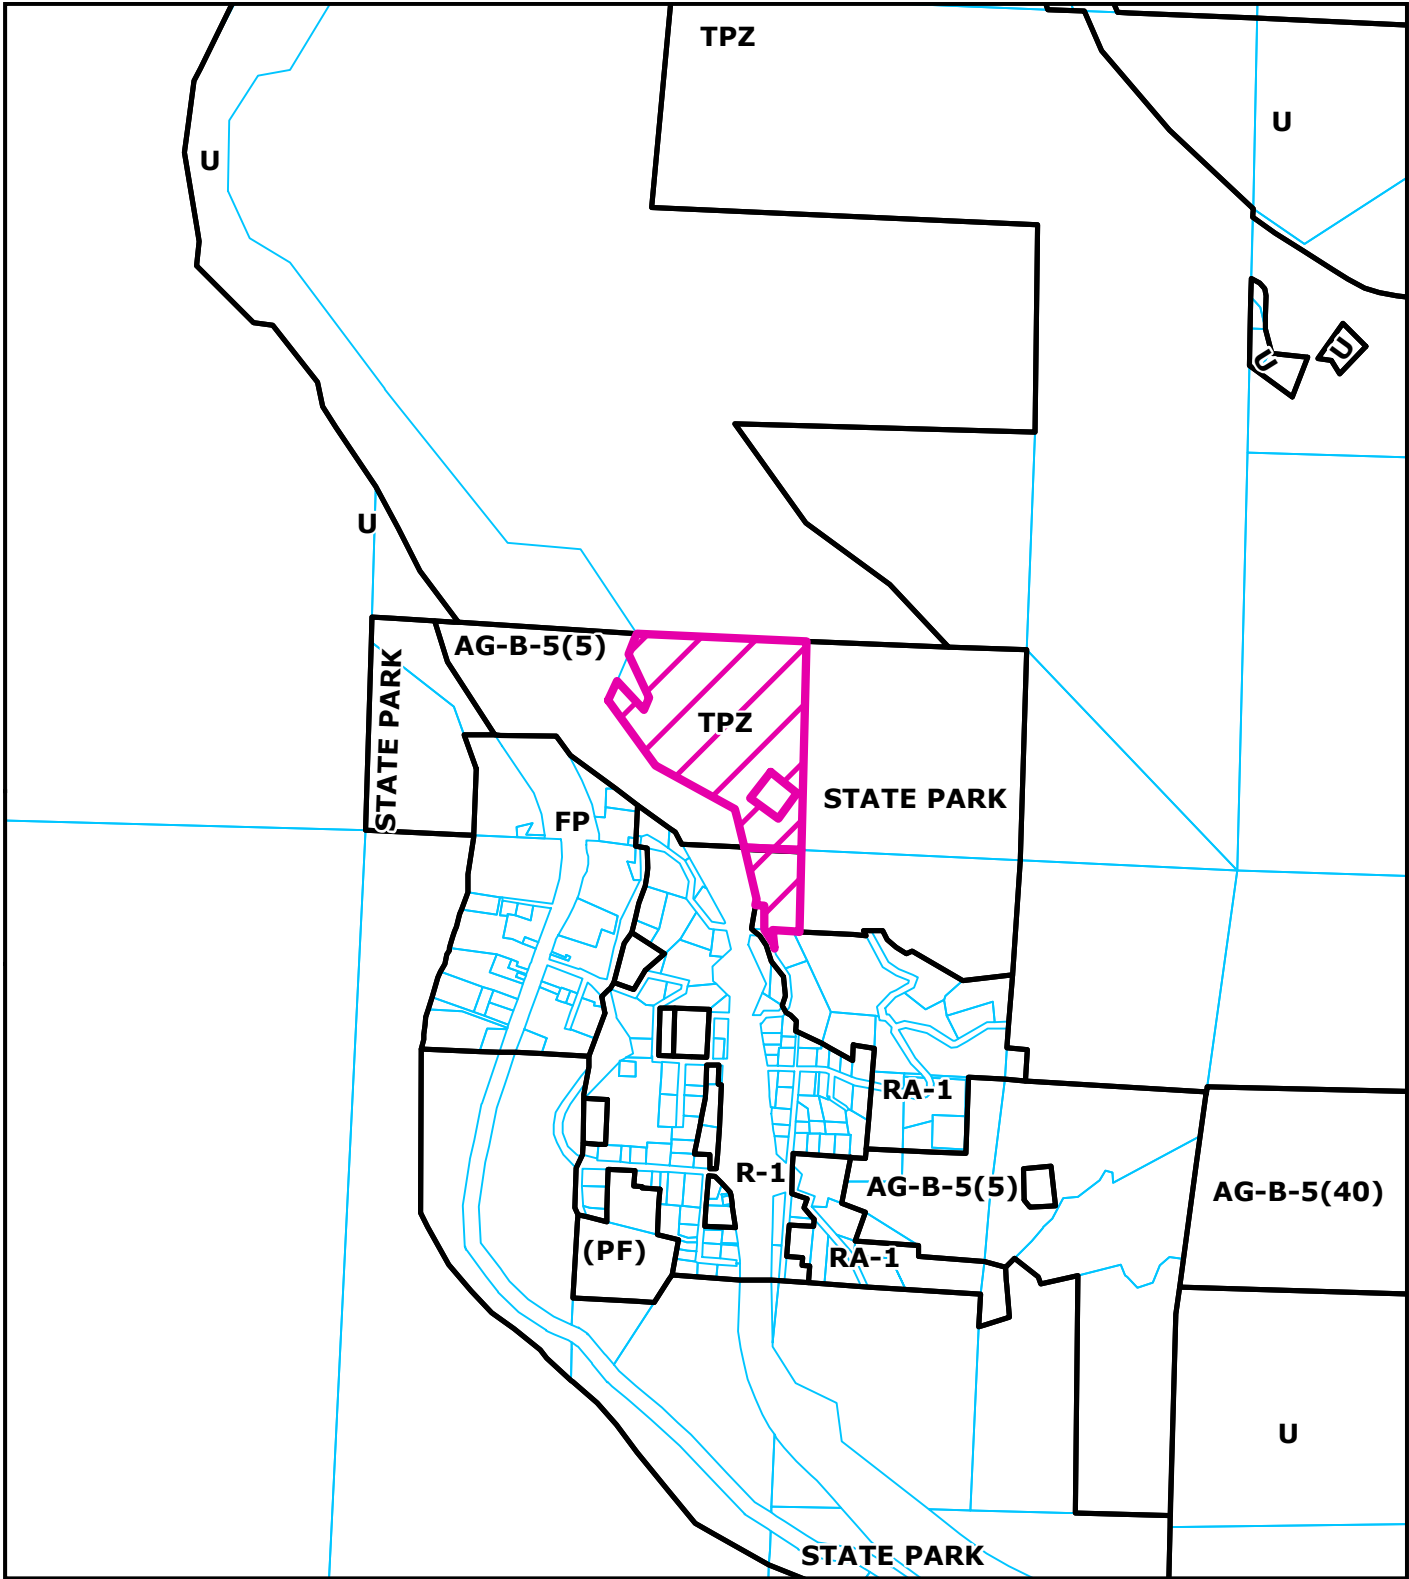 TPZ
U
U
U
U
U
AG-B-5(5)
STATE PARK
TPZ
STATE PARK
FP
RA-1
R-1
AG-B-5(5)
AG-B-5(40)
(PF)
RA-1
U
STATE PARK